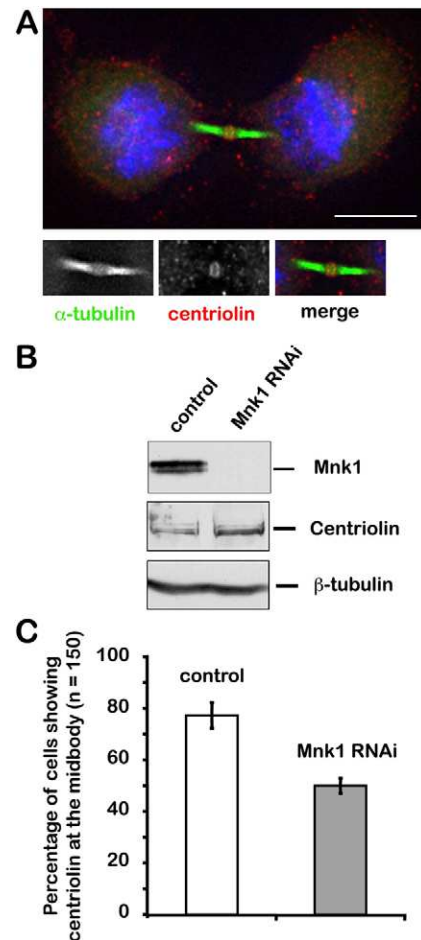 A
α-tubulin centriolin merge
B
control Mnk1 RNAi
Mnk1
Centriolin
β-tubulin
C
Percentage of cells showing
centriolin at the midbody (n = 150)
100
80
60
40
20
0
control
Mnk1 RNAi